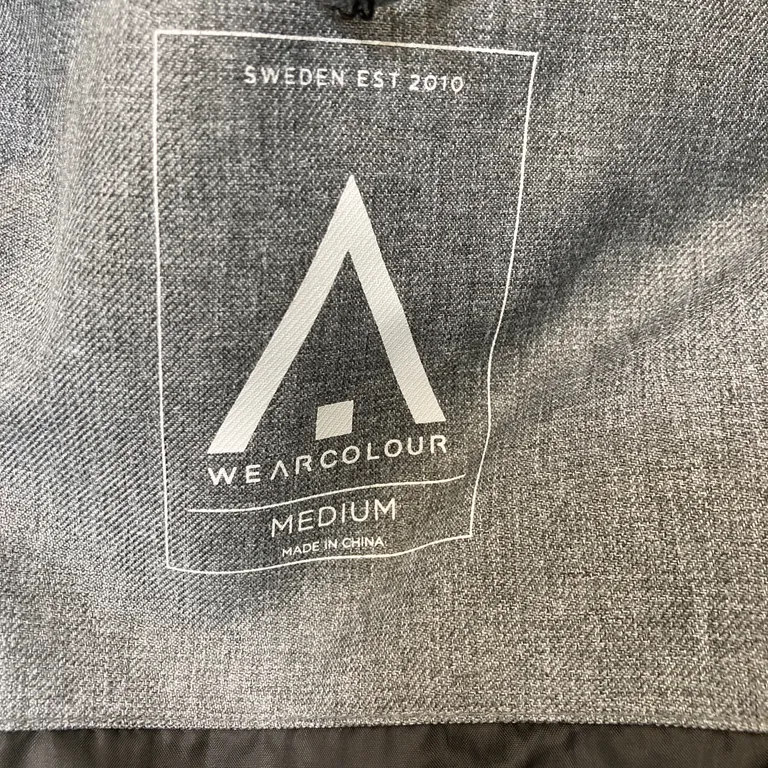 SWEDEN EST 2010
WEARCOLOUR
MEDIUM
MADE IN CHINA